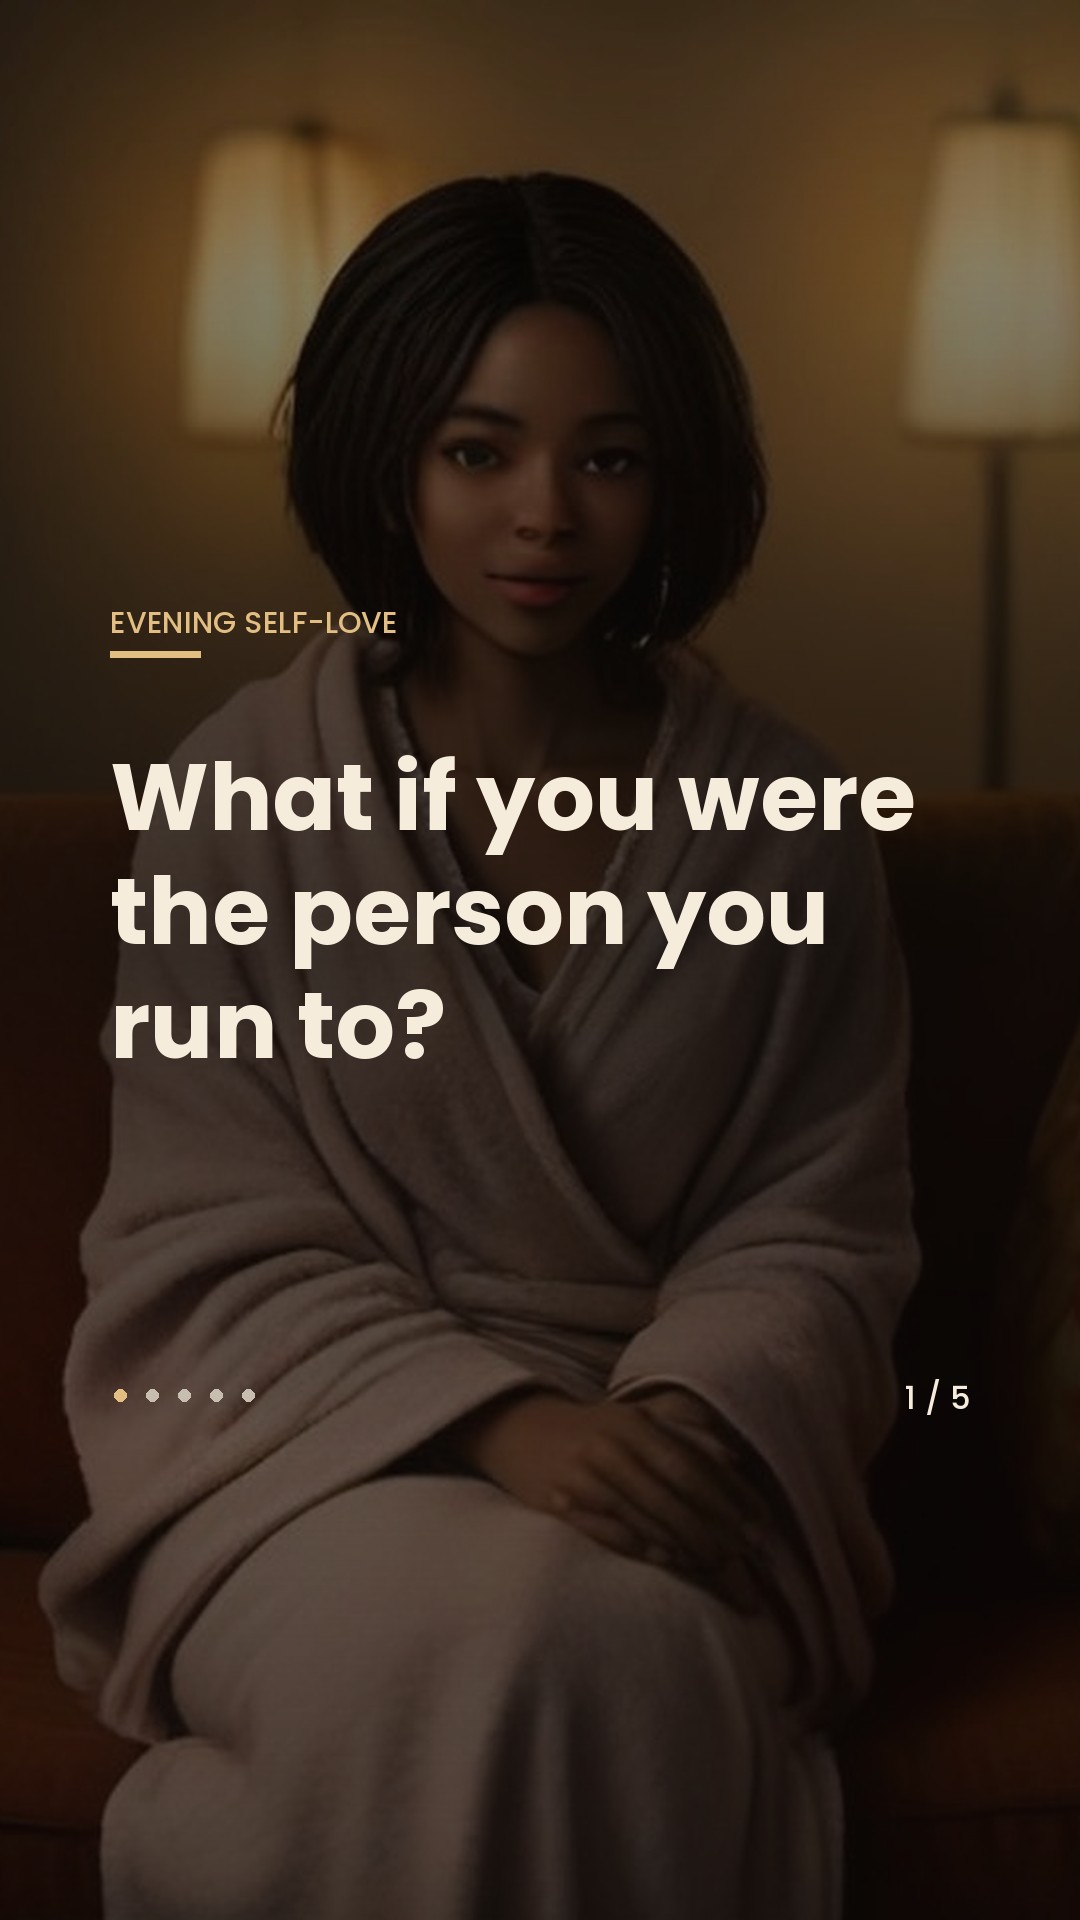 EVENING SELF-LOVE
What if you were
the person you
run to?
1 / 5